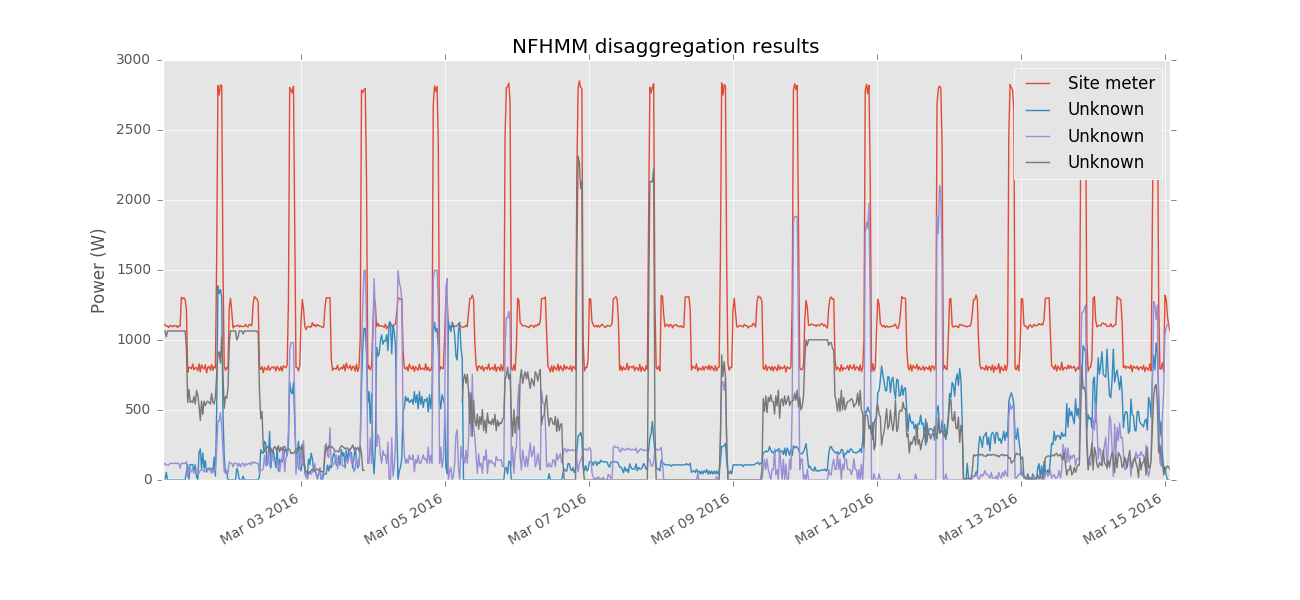 NFHMM disaggregation results
3000
2500
2000
1500
1000
500
0
Power (W)
Site meter
Unknown
Unknown
Unknown
Mar 03 2016
Mar 05 2016
Mar 07 2016
Mar 09 2016
Mar 11 2016
Mar 13 2016
Mar 15 2016